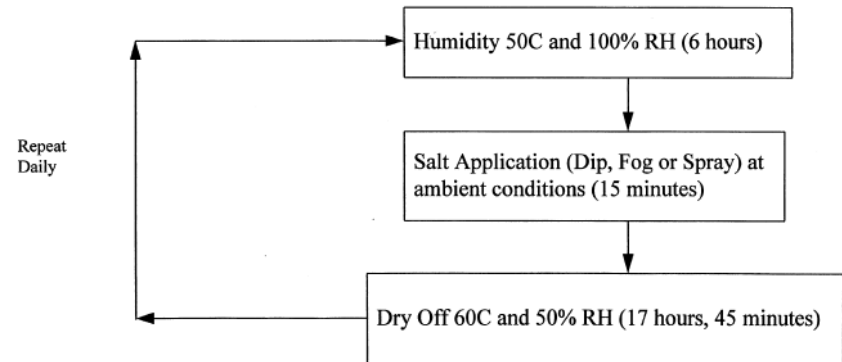 Humidity 50C and 100% RH (6 hours)
Repeat
Daily
Salt Application (Dip, Fog or Spray) at
ambient conditions (15 minutes)
Dry Off 60C and 50% RH (17 hours, 45 minutes)